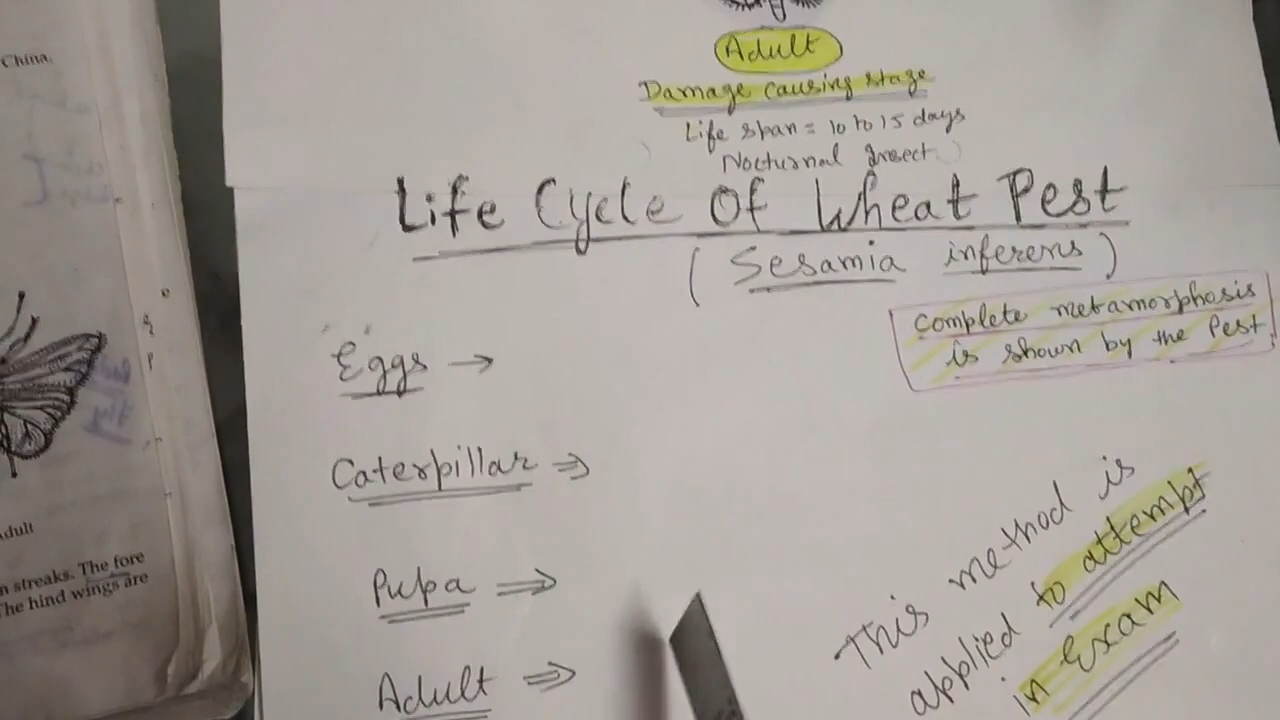 China.
Adult
Damage causing stage
Life span = 10 to 15 days
Nocturnal Insect
Life Cycle Of Wheat Pest
(Sesamia inferens)
Complete metamorphosis
is shown by the Pest
Eggs →
Caterpillar ⇒
Pupa ⇒
Adult ⇒
This method is
applied to attempt
in Exam
streaks. The fore
The hind wings are